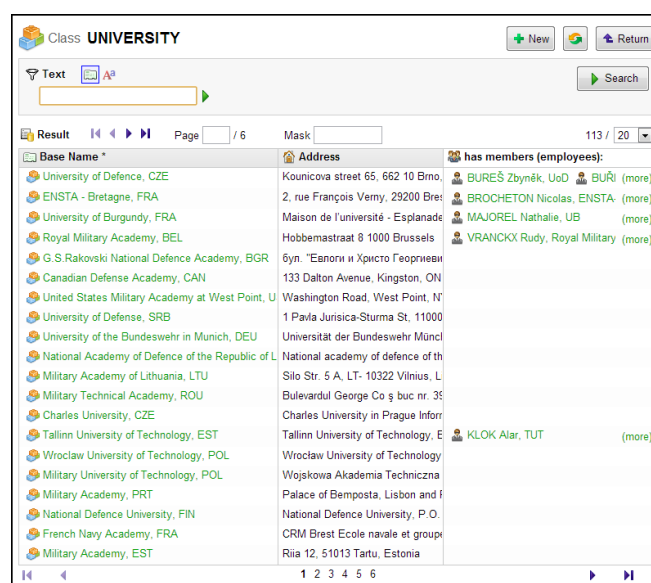 Class UNIVERSITY
New Return
Text Aa
Search
Result Page / 6 Mask 113 / 20
Base Name * Address has members (employees):
University of Defence, CZE Kounicova street 65, 662 10 Brno, BUREŠ Zbyněk, UoD BUŘI (more)
ENSTA - Bretagne, FRA 2, rue François Verny, 29200 Bres BROCHETON Nicolas, ENSTA- (more)
University of Burgundy, FRA Maison de l'université - Esplanade MAJOREL Nathalie, UB (more)
Royal Military Academy, BEL Hobbemastraat 8 1000 Brussels VRANCKX Rudy, Royal Military (more)
G.S.Rakovski National Defence Academy, BGR бул. "Евлоги и Христо Георгиеви
Canadian Defense Academy, CAN 133 Dalton Avenue, Kingston, ON
United States Military Academy at West Point, U Washington Road, West Point, NY
University of Defense, SRB 1 Pavla Jurisica-Sturma St, 11000
University of the Bundeswehr in Munich, DEU Universität der Bundeswehr Münch
National Academy of Defence of the Republic of L National academy of defence of th
Military Academy of Lithuania, LTU Silo Str. 5 A, LT- 10322 Vilnius, L
Military Technical Academy, ROU Bulevardul George Co ş buc nr. 39
Charles University, CZE Charles University in Prague Inforr
Tallinn University of Technology, EST Tallinn University of Technology, E KLOK Alar, TUT (more)
Wroclaw University of Technology, POL Wrocław University of Technology
Military University of Technology, POL Wojskowa Akademia Techniczna
Military Academy, PRT Palace of Bemposta, Lisbon and
National Defence University, FIN National Defence University, P.O.
French Navy Academy, FRA CRM Brest Ecole navale et groupe
Military Academy, EST Riia 12, 51013 Tartu, Estonia
1 2 3 4 5 6